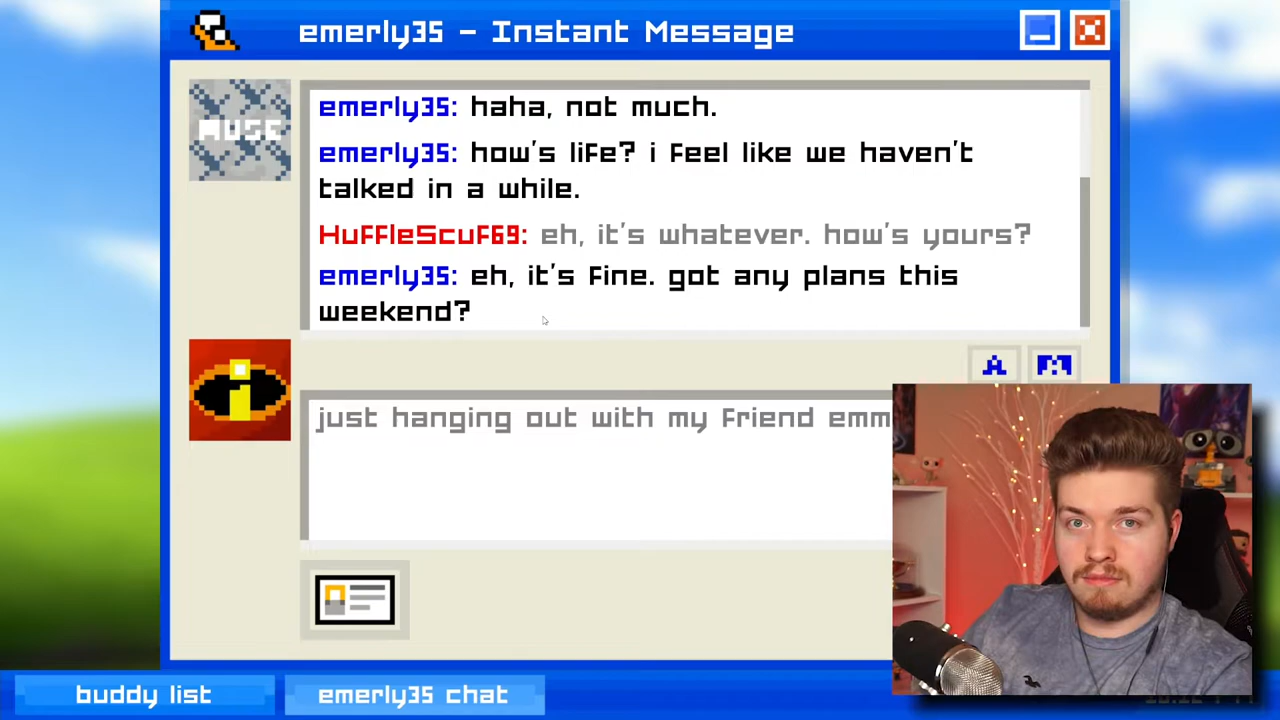 emerly35 - Instant Message
MUSE
emerly35: haha, not much.
emerly35: how's life? i feel like we haven't
talked in a while.
HuffleScuf69: eh, it's whatever. how's yours?
emerly35: eh, it's fine. got any plans this
weekend?
A
i
just hanging out with my friend emm
buddy list
emerly35 chat